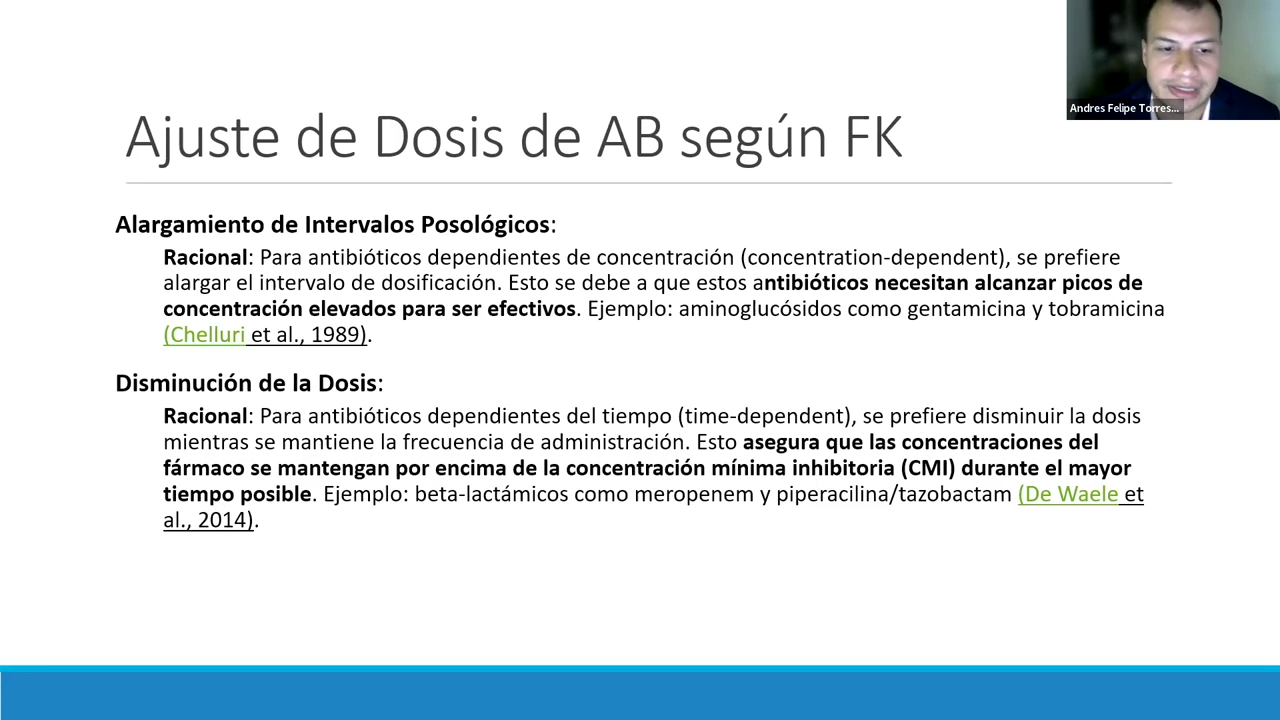 Andres Felipe Torres...
Ajuste de Dosis de AB según FK
Alargamiento de Intervalos Posológicos:
Racional: Para antibióticos dependientes de concentración (concentration-dependent), se prefiere
alargar el intervalo de dosificación. Esto se debe a que estos antibióticos necesitan alcanzar picos de
concentración elevados para ser efectivos. Ejemplo: aminoglucósidos como gentamicina y tobramicina
(Chelluri et al., 1989).
Disminución de la Dosis:
Racional: Para antibióticos dependientes del tiempo (time-dependent), se prefiere disminuir la dosis
mientras se mantiene la frecuencia de administración. Esto asegura que las concentraciones del
fármaco se mantengan por encima de la concentración mínima inhibitoria (CMI) durante el mayor
tiempo posible. Ejemplo: beta-lactámicos como meropenem y piperacilina/tazobactam (De Waele et
al., 2014).